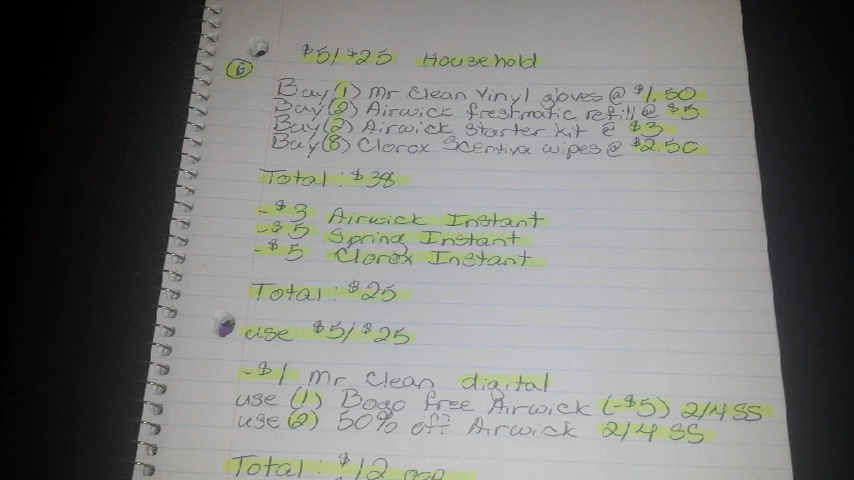 $5/$25 Household
6
Buy (1) Mr Clean Vinyl gloves @ $1.50
Buy (2) Airwick freshmatic refill @ $5
Buy (2) Airwick Starter kit @ $3
Buy (8) Clorox Scentiva wipes @ $2.50
Total: $38
-$3 Airwick Instant
-$5 Spring Instant
-$5 Clorox Instant
Total: $25
use $5/$25
-$1 Mr Clean digital
use (1) Bogo free Airwick (-$5) 2/4 SS
use (2) 50% off Airwick 2/4 SS
Total: $12